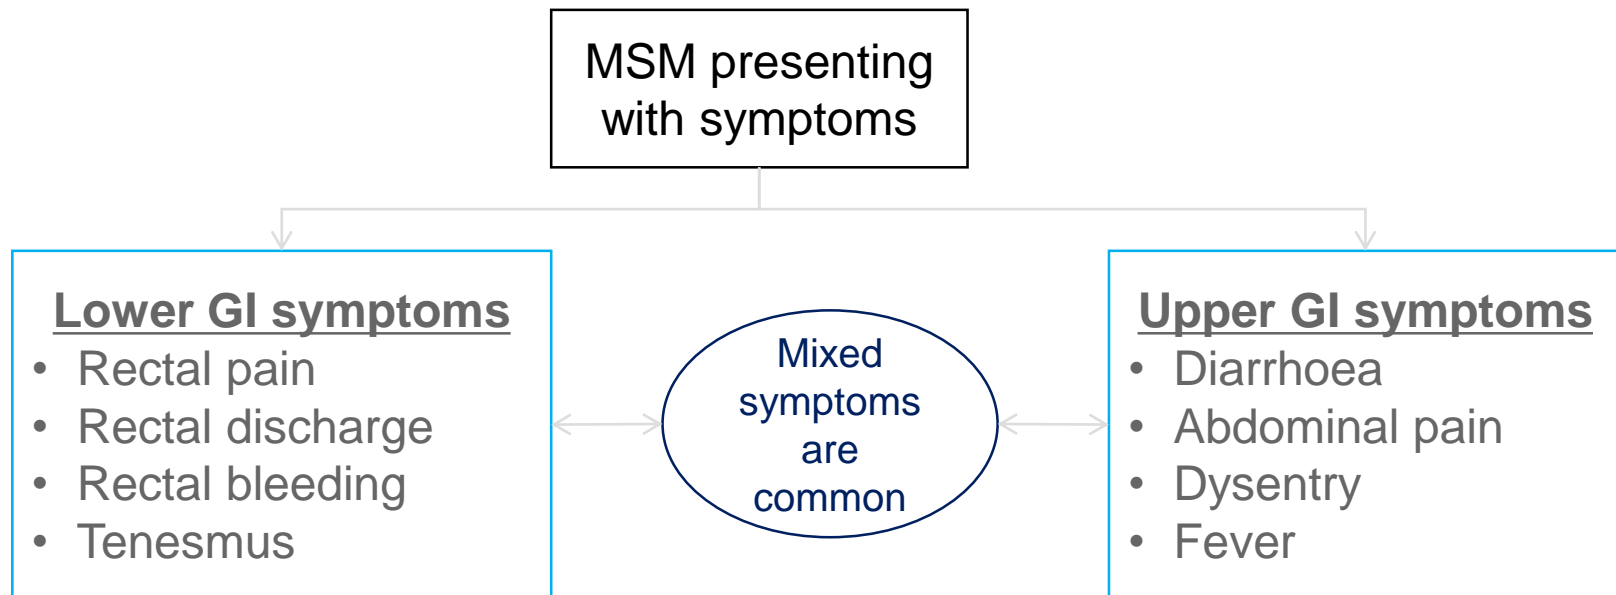 MSM presenting
with symptoms
Lower GI symptoms
• Rectal pain
• Rectal discharge
• Rectal bleeding
• Tenesmus
Mixed
symptoms
are
common
Upper GI symptoms
• Diarrhoea
• Abdominal pain
• Dysentry
• Fever